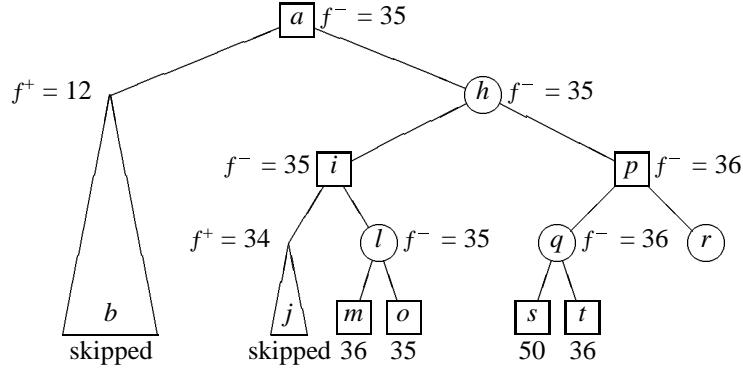 a f⁻ = 35
f⁺ = 12 h f⁻ = 35
f⁻ = 35 i p f⁻ = 36
f⁺ = 34 l f⁻ = 35 q f⁻ = 36 r
b j m o s t
skipped skipped 36 35 50 36